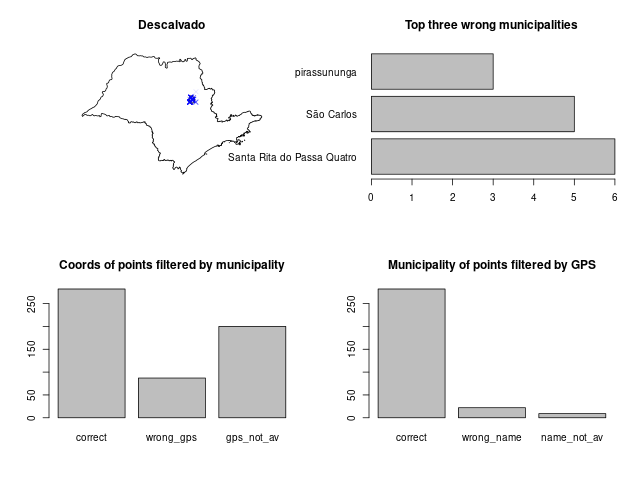 Descalvado
Top three wrong municipalities
pirassununga
São Carlos
Santa Rita do Passa Quatro
0 1 2 3 4 5 6
Coords of points filtered by municipality
Municipality of points filtered by GPS
250
150
50
0
correct wrong_gps gps_not_av
250
150
50
0
correct wrong_name name_not_av